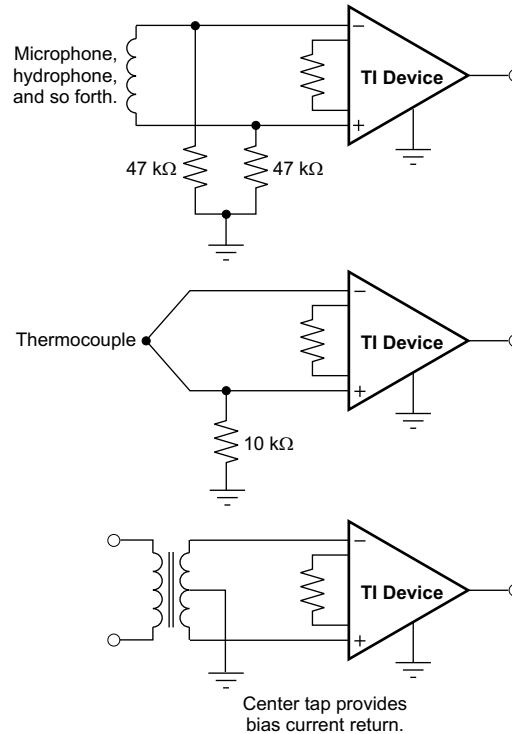 Microphone,
hydrophone,
and so forth.
−
TI Device
+
47 kΩ
47 kΩ
−
Thermocouple
TI Device
+
10 kΩ
−
TI Device
+
Center tap provides
bias current return.